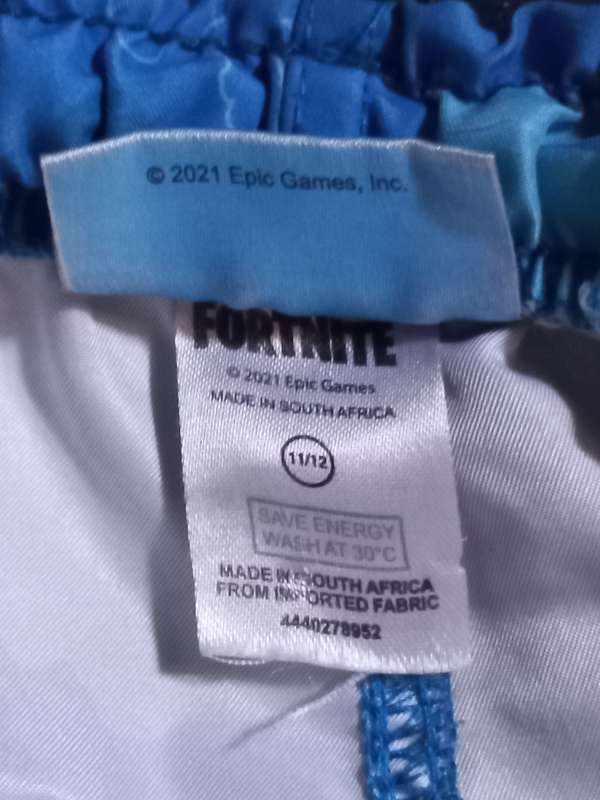 © 2021 Epic Games, Inc.
FORTNITE
© 2021 Epic Games
MADE IN SOUTH AFRICA
11/12
SAVE ENERGY
WASH AT 30°C
MADE IN SOUTH AFRICA
FROM IMPORTED FABRIC
4440278952